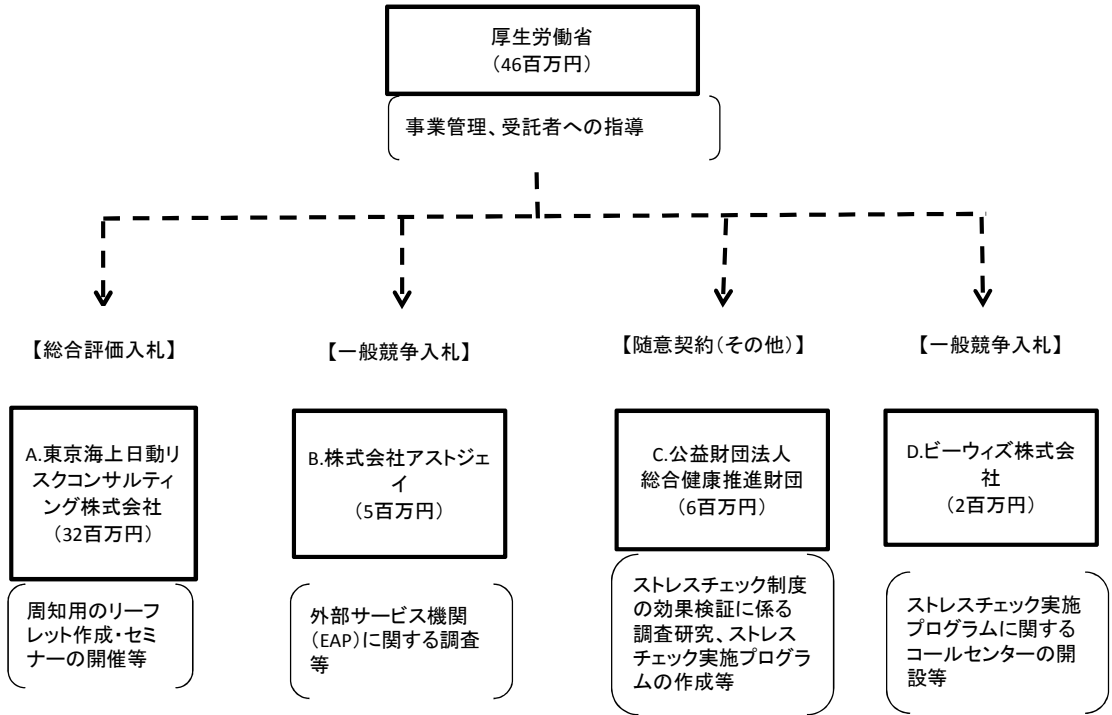 厚生労働省
（46百万円）
事業管理、受託者への指導
【総合評価入札】
【一般競争入札】
【随意契約（その他）】
【一般競争入札】
A.東京海上日動リ
スクコンサルティ
ング株式会社
（32百万円）
B.株式会社アストジェ
イ
（5百万円）
C.公益財団法人
総合健康推進財団
（6百万円）
D.ビーウィズ株式会
社
（2百万円）
周知用のリーフ
レット作成・セミ
ナーの開催等
外部サービス機関
（EAP）に関する調査
等
ストレスチェック制度
の効果検証に係る
調査研究、ストレス
チェック実施プログラ
ムの作成等
ストレスチェック実施
プログラムに関する
コールセンターの開
設等